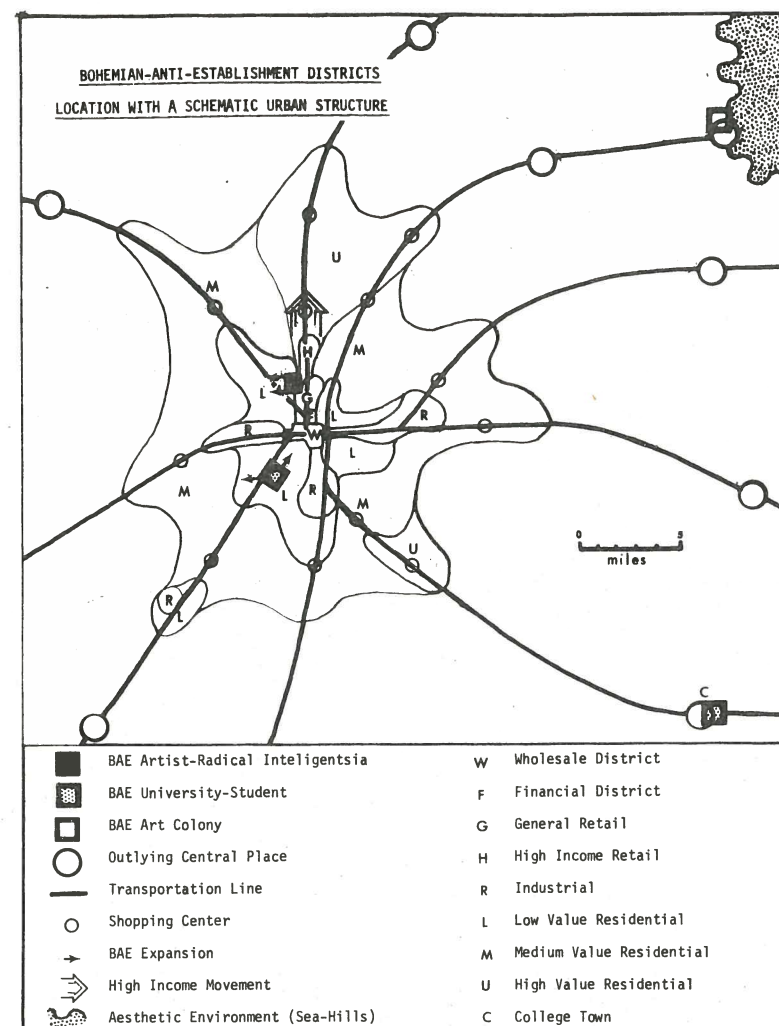 BOHEMIAN-ANTI-ESTABLISHMENT DISTRICTS
LOCATION WITH A SCHEMATIC URBAN STRUCTURE
U
M
H
M
L
G
F
L
R
R
W
L
M
L
R
M
U
R
L
0 5
miles
C
BAE Artist-Radical Inteligentsia
BAE University-Student
BAE Art Colony
Outlying Central Place
Transportation Line
Shopping Center
BAE Expansion
High Income Movement
Aesthetic Environment (Sea-Hills)
W Wholesale District
F Financial District
G General Retail
H High Income Retail
R Industrial
L Low Value Residential
M Medium Value Residential
U High Value Residential
C College Town